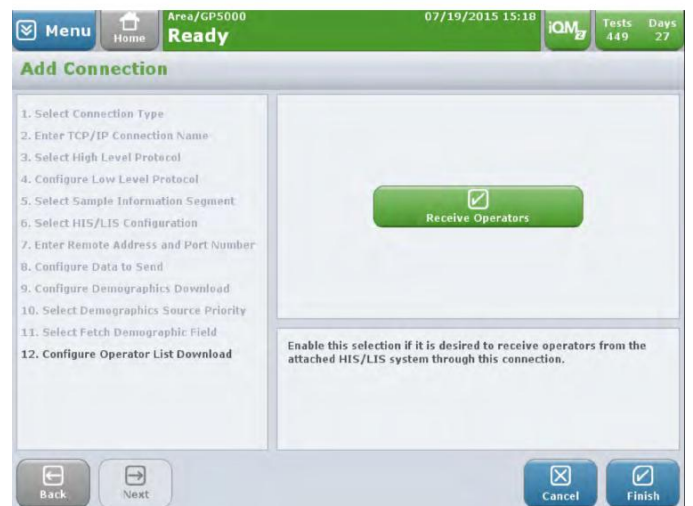 Menu
Home
Area/GP5000
Ready
07/19/2015 15:18
iQM2
Tests Days
449 27
Add Connection
1. Select Connection Type
2. Enter TCP/IP Connection Name
3. Select High Level Protocol
4. Configure Low Level Protocol
5. Select Sample Information Segment
6. Select HIS/LIS Configuration
7. Enter Remote Address and Port Number
8. Configure Data to Send
9. Configure Demographics Download
10. Select Demographics Source Priority
11. Select Fetch Demographic Field
12. Configure Operator List Download
Receive Operators
Enable this selection if it is desired to receive operators from the
attached HIS/LIS system through this connection.
Back
Next
Cancel
Finish